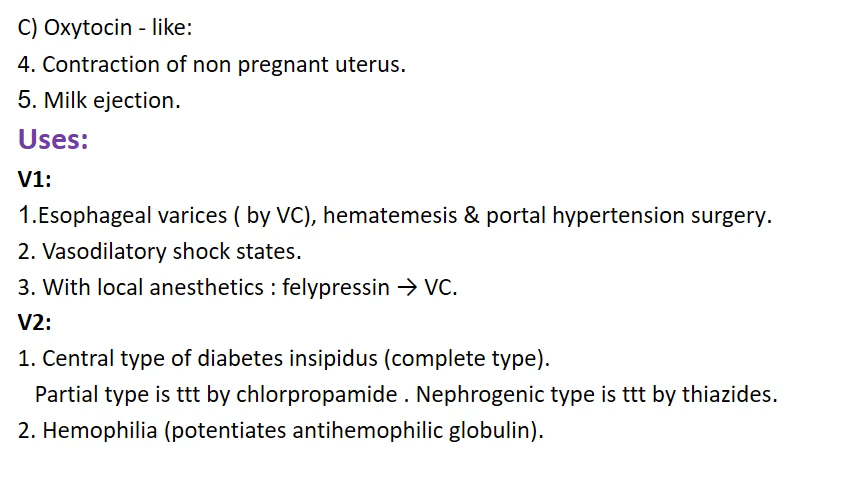 C) Oxytocin - like:
4. Contraction of non pregnant uterus.
5. Milk ejection.
Uses:
V1:
1.Esophageal varices ( by VC), hematemesis & portal hypertension surgery.
2. Vasodilatory shock states.
3. With local anesthetics : felypressin → VC.
V2:
1. Central type of diabetes insipidus (complete type).
Partial type is ttt by chlorpropamide . Nephrogenic type is ttt by thiazides.
2. Hemophilia (potentiates antihemophilic globulin).